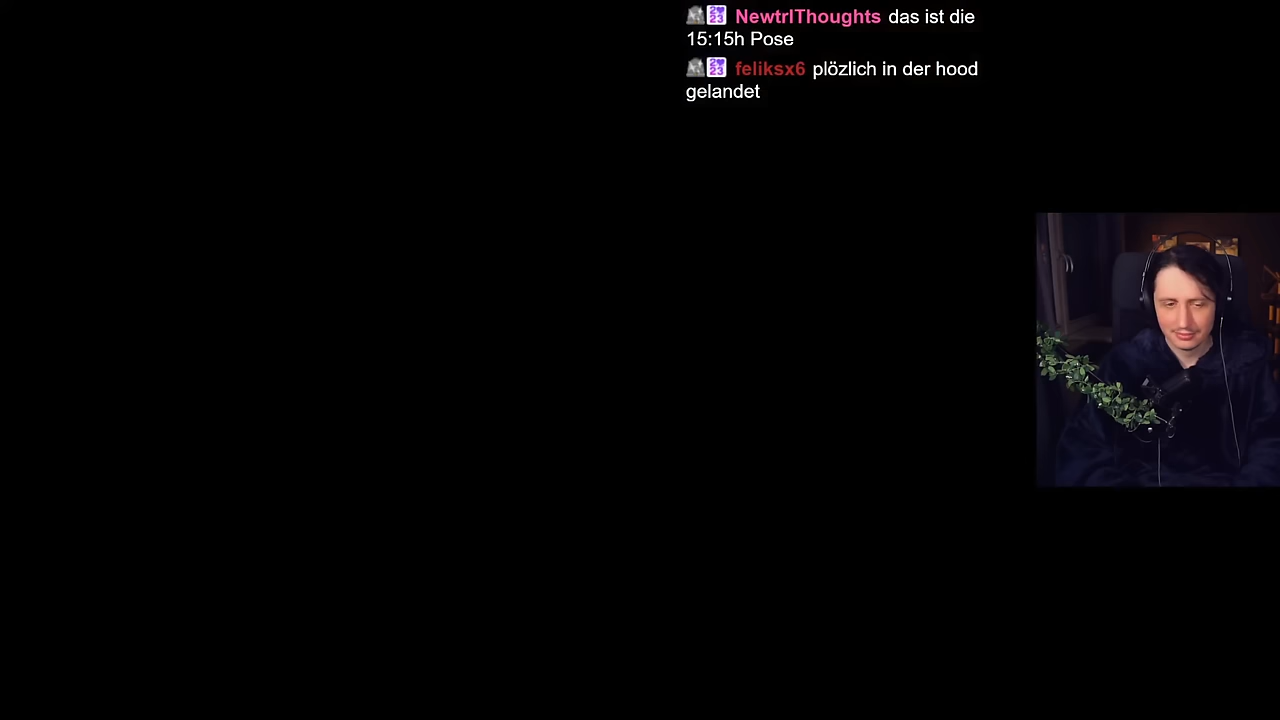 NewtrlThoughts das ist die
15:15h Pose
feliksx6 plözlich in der hood
gelandet